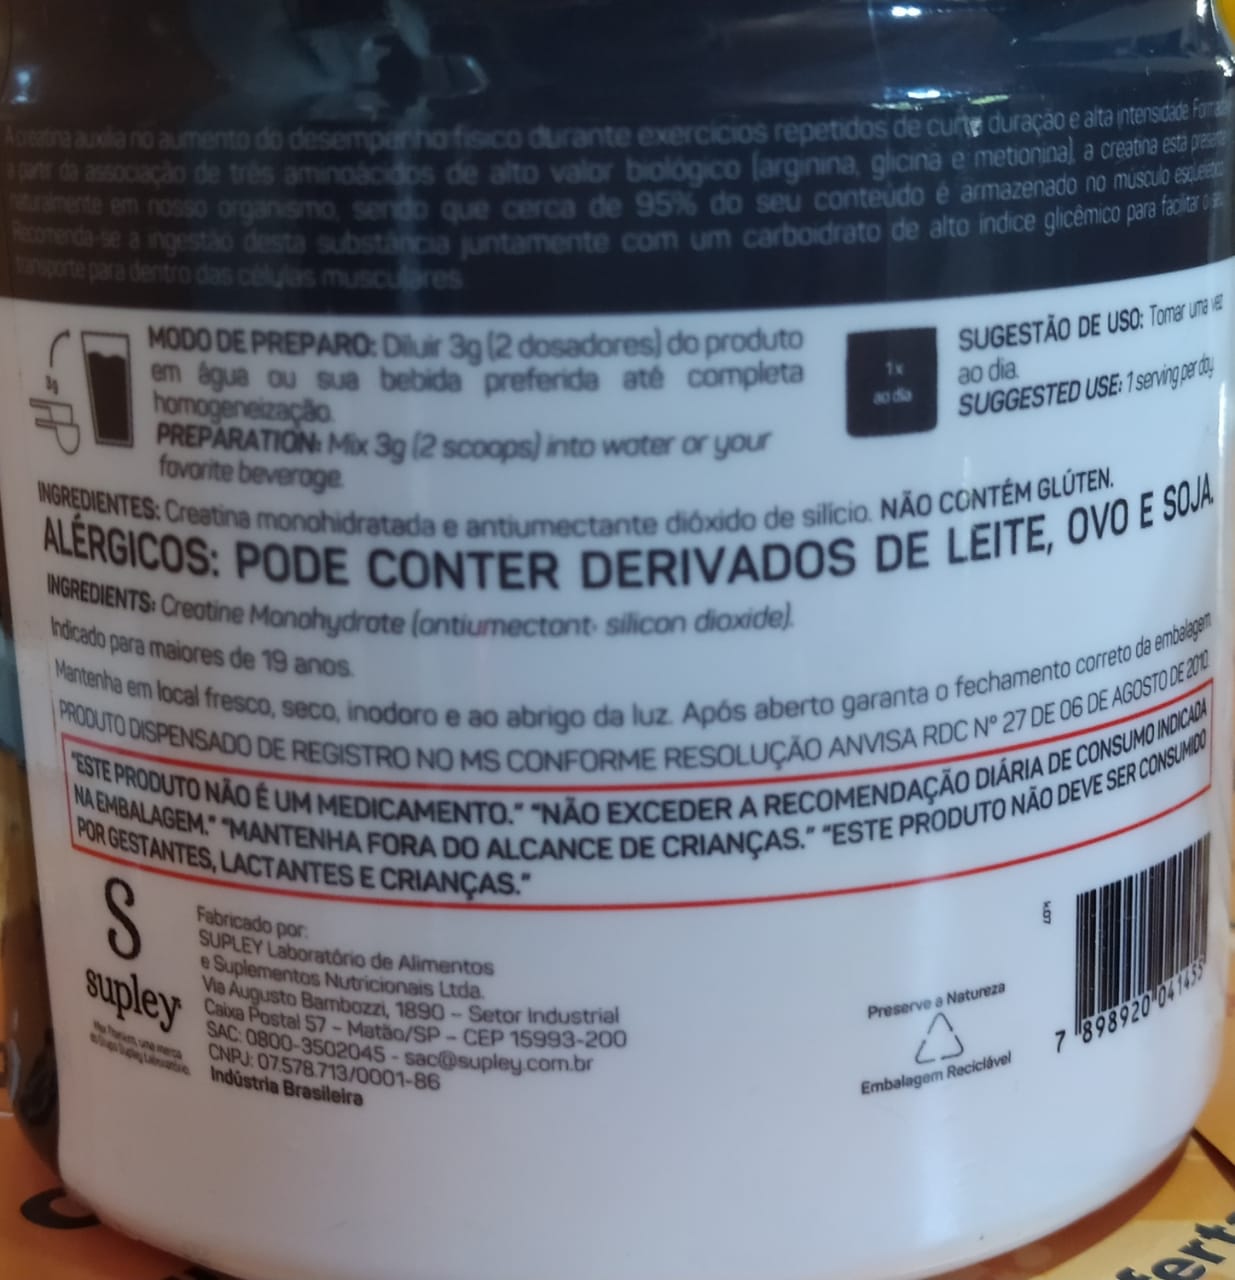 A creatina auxilia no aumento do desempenho físico durante exercícios repetidos de curta duração e alta intensidade. Formada
a partir da associação de três aminoácidos de alto valor biológico (arginina, glicina e metionina), a creatina está presente
naturalmente em nosso organismo, sendo que cerca de 95% do seu conteúdo é armazenado no músculo esquelético.
Recomenda-se a ingestão desta substância juntamente com um carboidrato de alto índice glicêmico para facilitar o seu
transporte para dentro das células musculares.
3g
MODO DE PREPARO: Diluir 3g (2 dosadores) do produto
em água ou sua bebida preferida até completa
homogeneização.
PREPARATION: Mix 3g (2 scoops) into water or your
favorite beverage.
1x
ao dia
SUGESTÃO DE USO: Tomar uma vez
ao dia.
SUGGESTED USE: 1 serving per day.
INGREDIENTES: Creatina monohidratada e antiumectante dióxido de silício. NÃO CONTÉM GLÚTEN.
ALÉRGICOS: PODE CONTER DERIVADOS DE LEITE, OVO E SOJA.
INGREDIENTS: Creatine Monohydrate (antiumectant: silicon dioxide).
Indicado para maiores de 19 anos.
Mantenha em local fresco, seco, inodoro e ao abrigo da luz. Após aberto garanta o fechamento correto da embalagem.
PRODUTO DISPENSADO DE REGISTRO NO MS CONFORME RESOLUÇÃO ANVISA RDC Nº 27 DE 06 DE AGOSTO DE 2010.
"ESTE PRODUTO NÃO É UM MEDICAMENTO." "NÃO EXCEDER A RECOMENDAÇÃO DIÁRIA DE CONSUMO INDICADA
NA EMBALAGEM." "MANTENHA FORA DO ALCANCE DE CRIANÇAS." "ESTE PRODUTO NÃO DEVE SER CONSUMIDO
POR GESTANTES, LACTANTES E CRIANÇAS."
S
supley
Max Titanium, uma marca
do Grupo Supley Laboratório.
Fabricado por:
SUPLEY Laboratório de Alimentos
e Suplementos Nutricionais Ltda.
Via Augusto Bambozzi, 1890 – Setor Industrial
Caixa Postal 57 – Matão/SP – CEP 15993-200
SAC: 0800-3502045 - sac@supley.com.br
CNPJ: 07.578.713/0001-86
Indústria Brasileira
Preserve a Natureza
Embalagem Reciclável
7 898920 041455